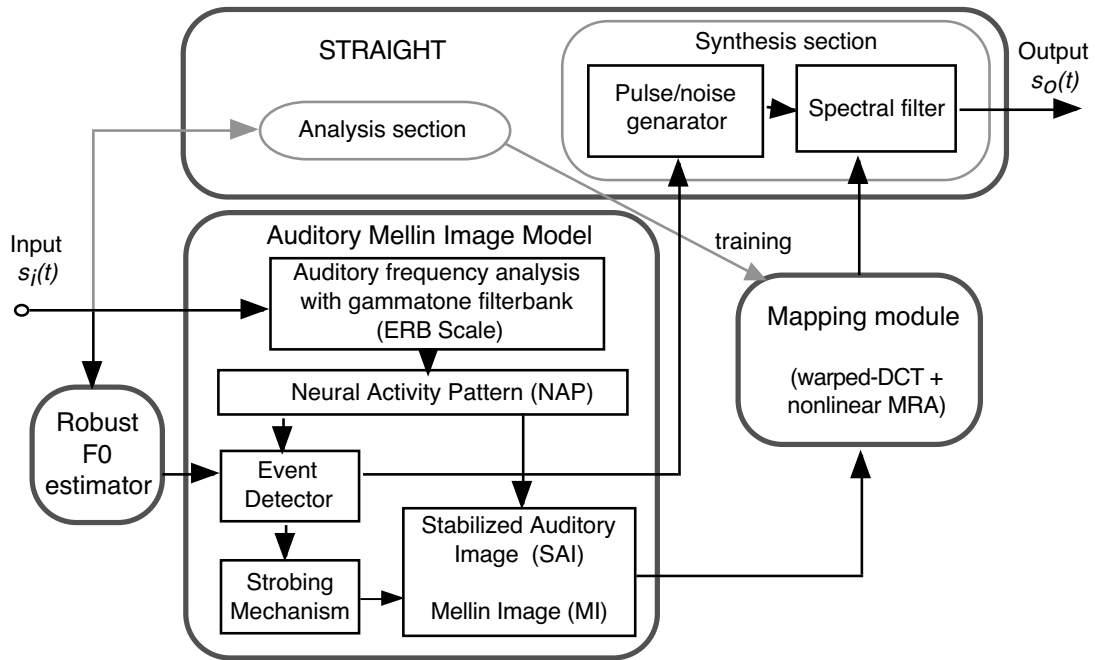 STRAIGHT
Synthesis section
Pulse/noise
genarator
Spectral filter
Output
so(t)
Analysis section
Input
si(t)
Auditory Mellin Image Model
Auditory frequency analysis
with gammatone filterbank
(ERB Scale)
Neural Activity Pattern (NAP)
training
Mapping module
(warped-DCT +
nonlinear MRA)
Robust
F0
estimator
Event
Detector
Strobing
Mechanism
Stabilized Auditory
Image (SAI)
Mellin Image (MI)